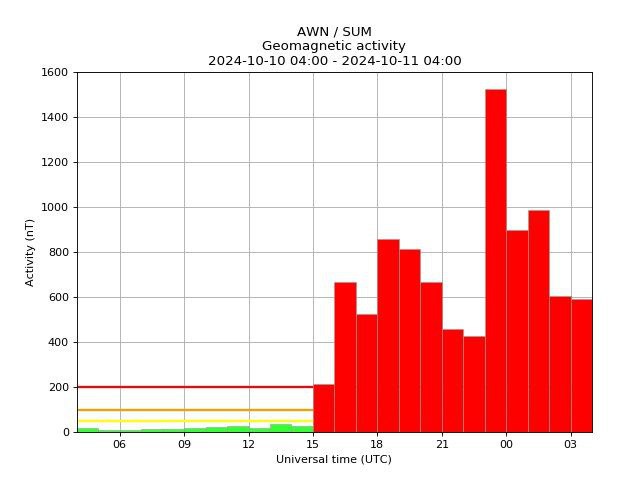 AWN / SUM
Geomagnetic activity
2024-10-10 04:00 - 2024-10-11 04:00
1600
1400
1200
1000
800
600
400
200
0
Activity (nT)
06 09 12 15 18 21 00 03
Universal time (UTC)